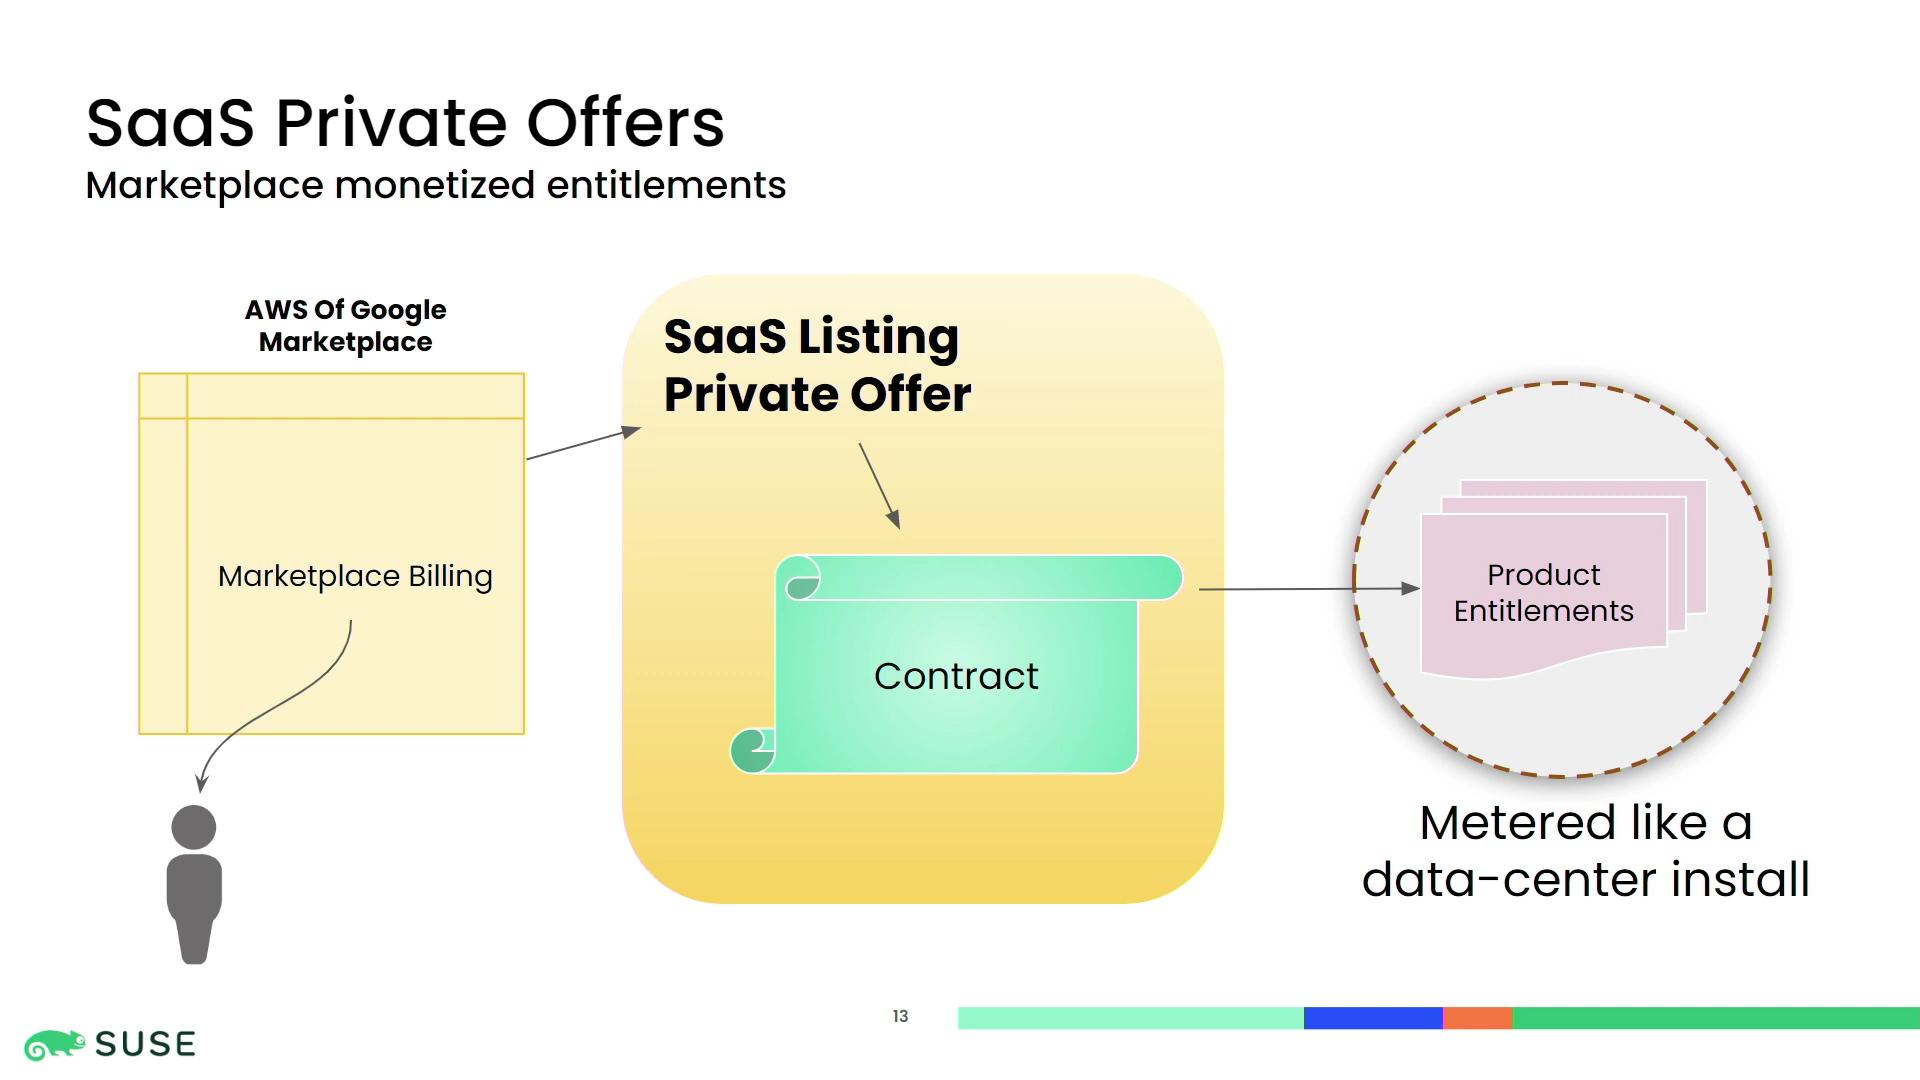 SaaS Private Offers
Marketplace monetized entitlements
AWS Of Google
Marketplace
Marketplace Billing
SaaS Listing
Private Offer
Contract
Product
Entitlements
Metered like a
data-center install
13
SUSE